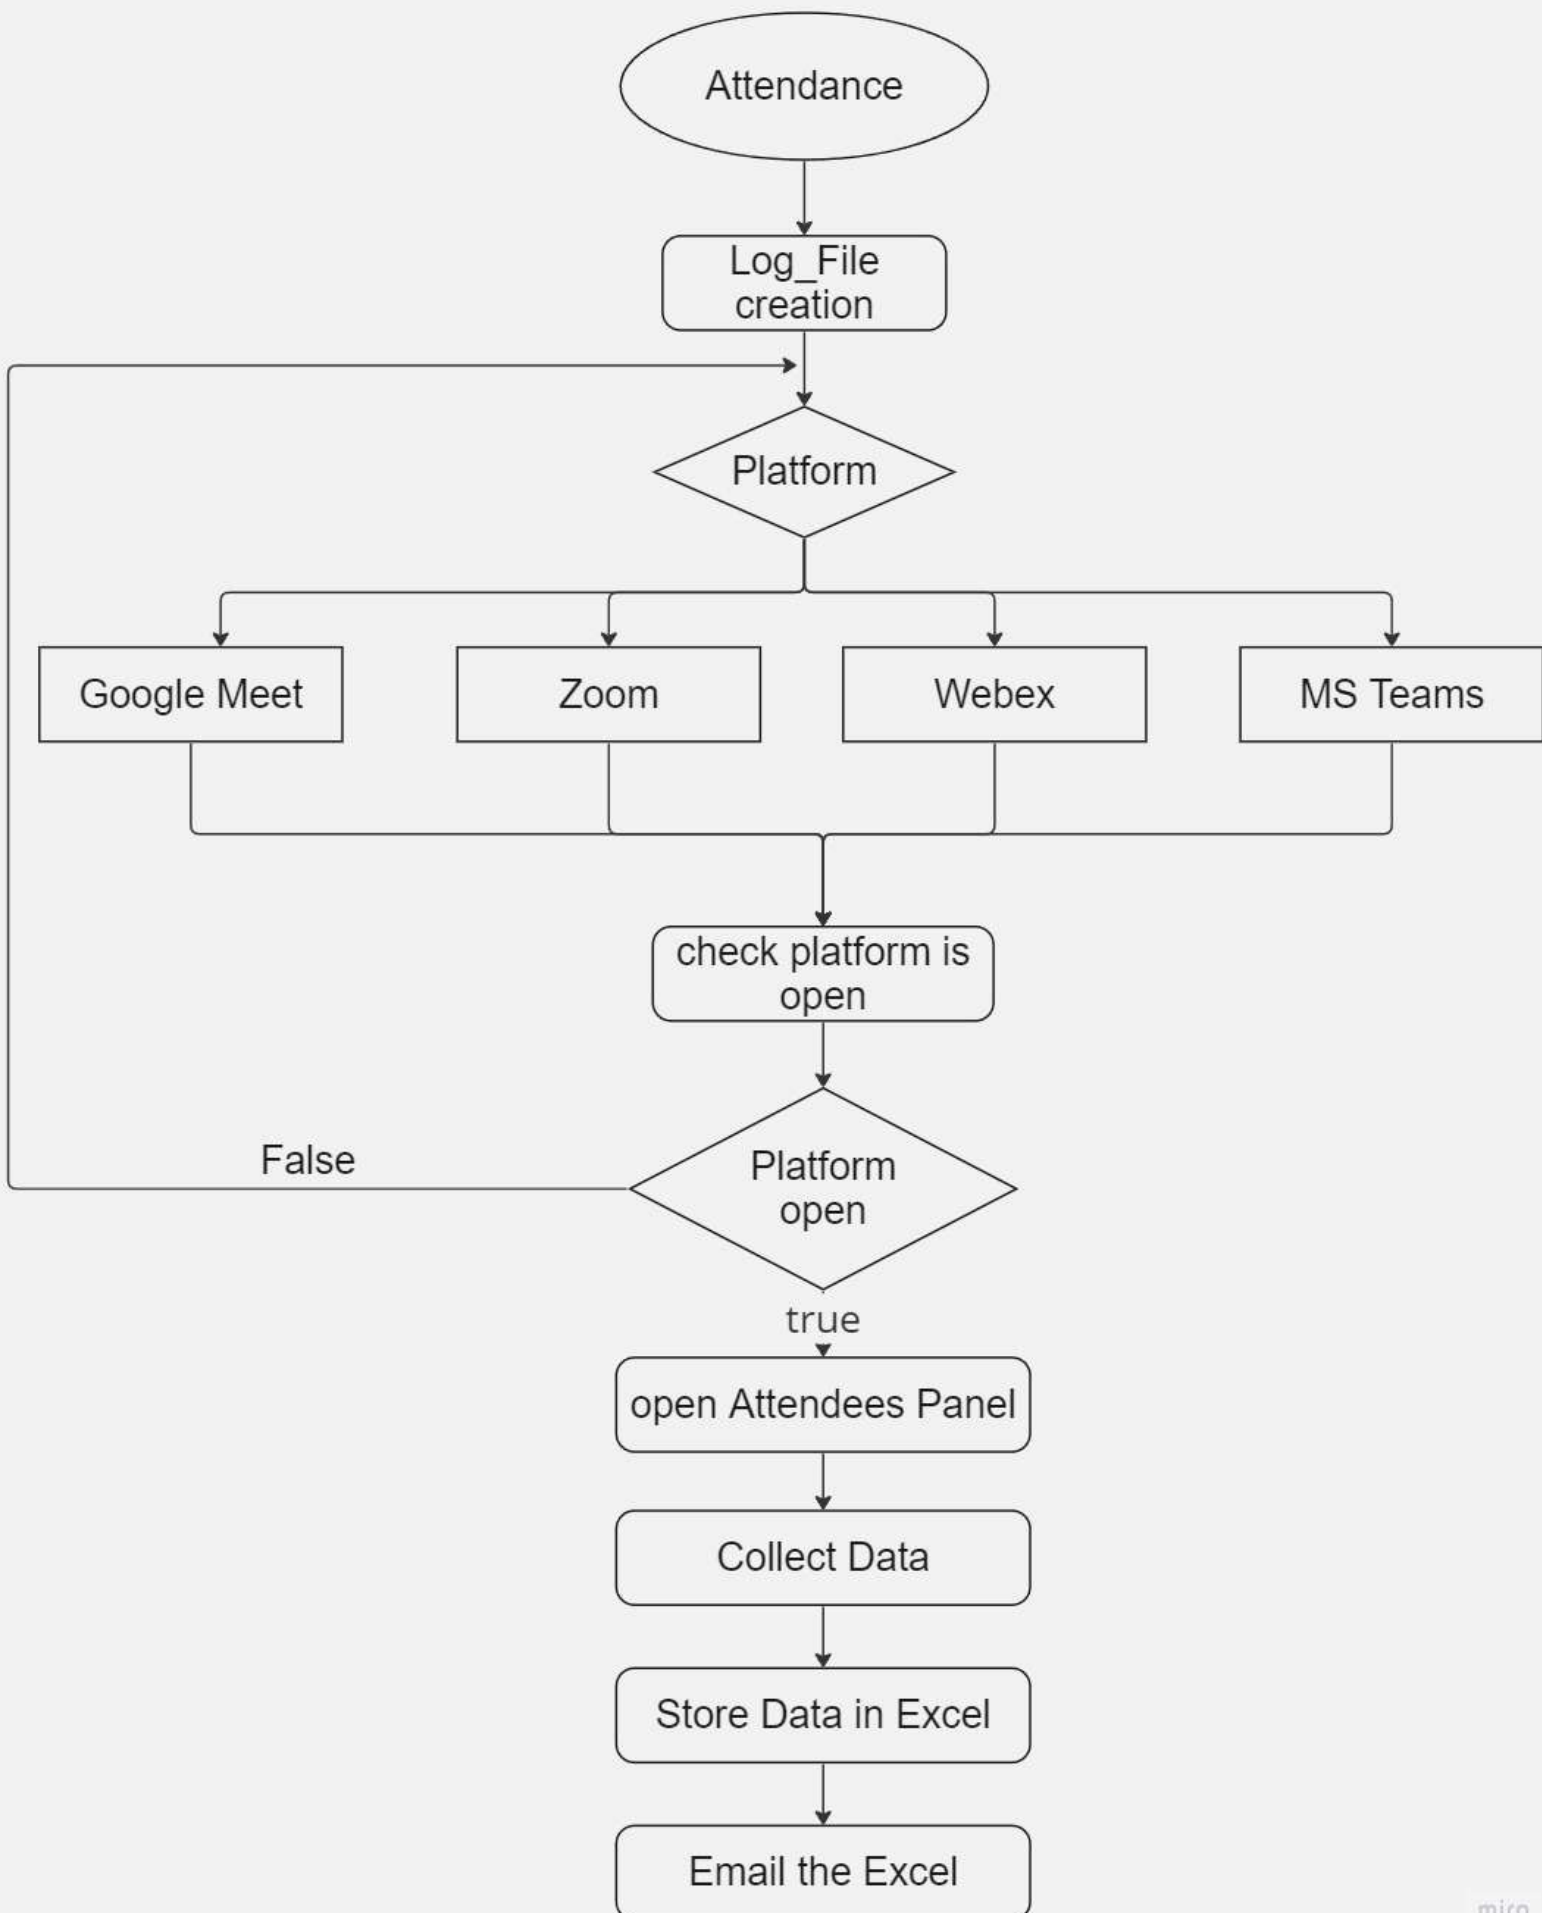 Attendance
Log_File
creation
Platform
Google Meet
Zoom
Webex
MS Teams
check platform is
open
Platform
open
False
true
open Attendees Panel
Collect Data
Store Data in Excel
Email the Excel
miro